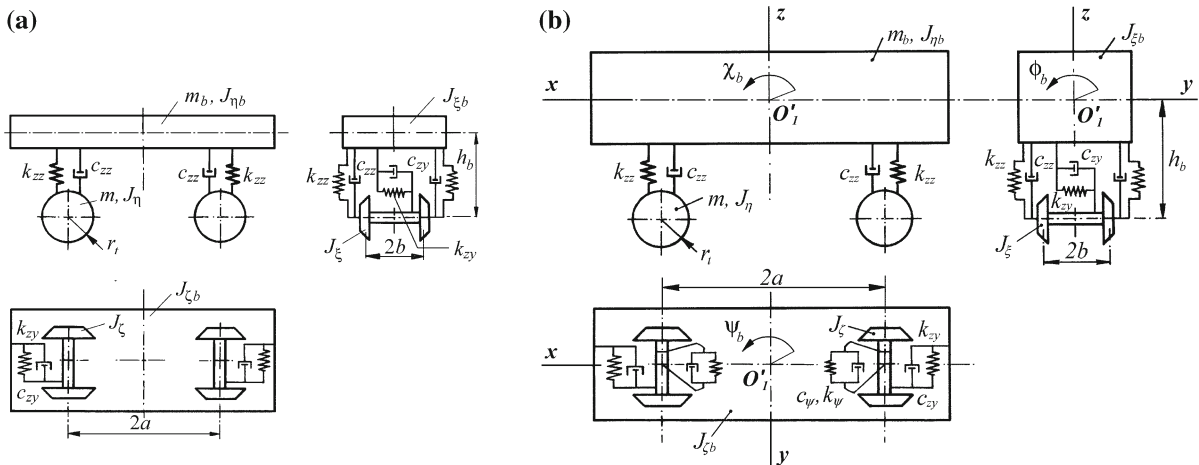 (a)
m_b, J_ηb
J_ξb
k_zz
c_zz
c_zz
k_zz
m, J_η
r_t
k_zz
c_zz
c_zy
h_b
J_ξ
2b
k_zy
J_ζb
J_ζ
k_zy
c_zy
2a
(b)
z
m_b, J_ηb
χ_b
x
O'_1
z
J_ξb
ϕ_b
y
O'_1
k_zz
c_zz
c_zz
k_zz
m, J_η
r_t
k_zz
c_zz
c_zy
k_zy
h_b
J_ξ
2b
2a
ψ_b
J_ζ
k_zy
x
O'_1
c_ψ, k_ψ
c_zy
J_ζb
y